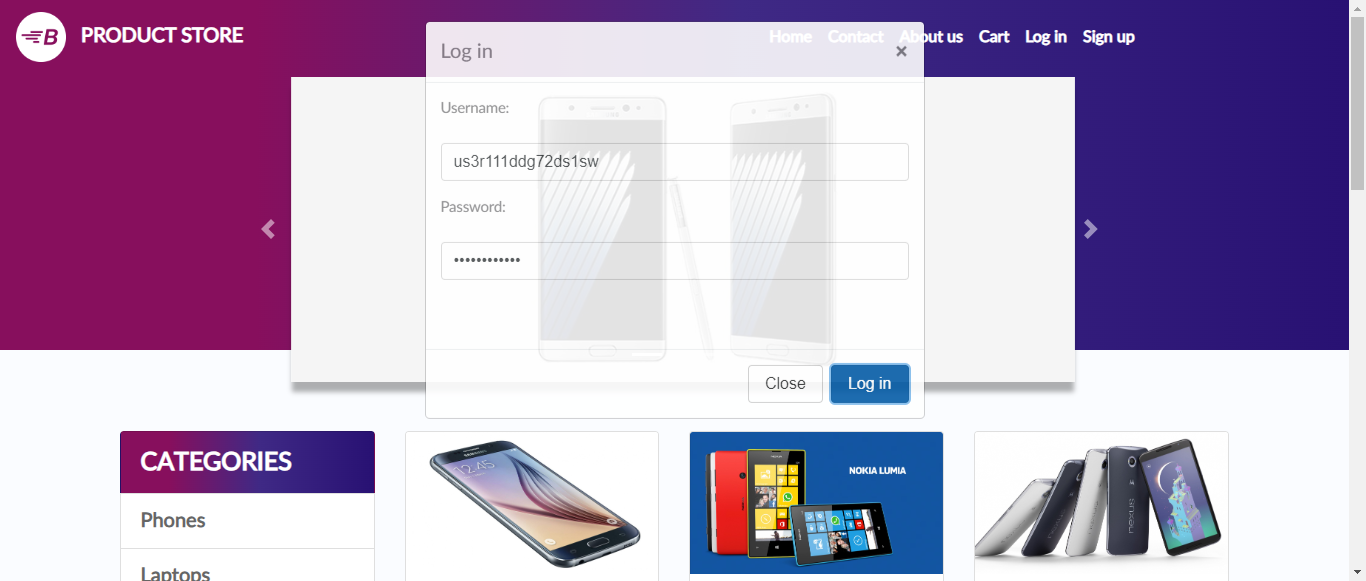 B PRODUCT STORE
Home Contact About us Cart Log in Sign up
Log in ×
Username:
us3r111ddg72ds1sw
Password:
••••••••••••
Close Log in
CATEGORIES
Phones
Laptops
SAMSUNG
12:45
NOKIA LUMIA
nexus